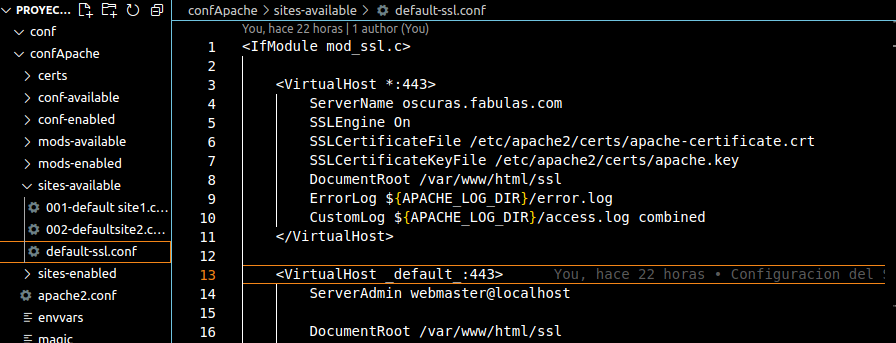 PROYEC...
conf
confApache
certs
conf-available
conf-enabled
mods-available
mods-enabled
sites-available
001-default site1.c...
002-defaultsite2.c...
default-ssl.conf
sites-enabled
apache2.conf
envvars
magic
confApache > sites-available > default-ssl.conf
You, hace 22 horas | 1 author (You)
1 <IfModule mod_ssl.c>
2
3 <VirtualHost *:443>
4 ServerName oscuras.fabulas.com
5 SSLEngine On
6 SSLCertificateFile /etc/apache2/certs/apache-certificate.crt
7 SSLCertificateKeyFile /etc/apache2/certs/apache.key
8 DocumentRoot /var/www/html/ssl
9 ErrorLog ${APACHE_LOG_DIR}/error.log
10 CustomLog ${APACHE_LOG_DIR}/access.log combined
11 </VirtualHost>
12
13 <VirtualHost _default_:443> You, hace 22 horas • Configuracion del S
14 ServerAdmin webmaster@localhost
15
16 DocumentRoot /var/www/html/ssl